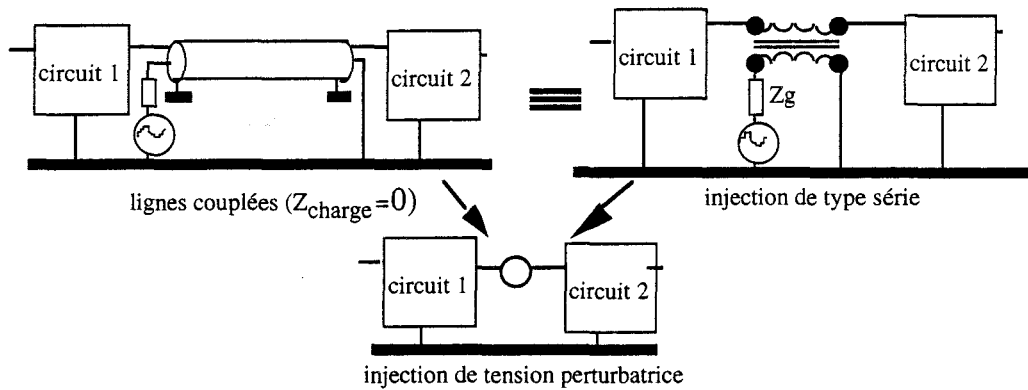 circuit 1
circuit 2
lignes couplées (Zcharge=0)
circuit 1
circuit 2
Zg
injection de type série
circuit 1
circuit 2
injection de tension perturbatrice